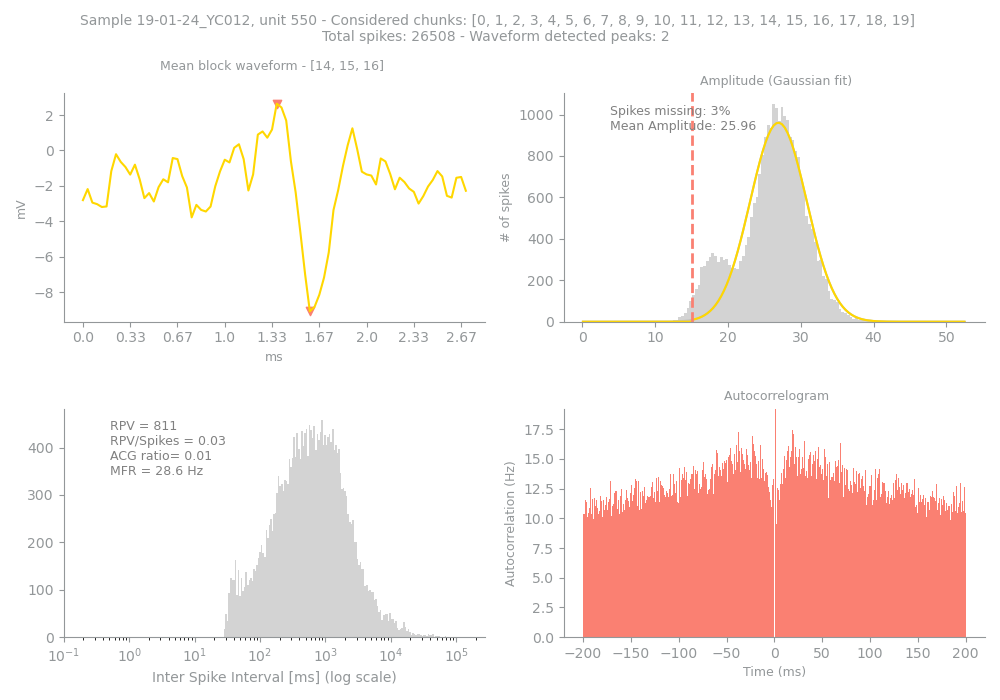 Sample 19-01-24_YC012, unit 550 - Considered chunks: [0, 1, 2, 3, 4, 5, 6, 7, 8, 9, 10, 11, 12, 13, 14, 15, 16, 17, 18, 19]
Total spikes: 26508 - Waveform detected peaks: 2
Mean block waveform - [14, 15, 16]
2
0
−2
−4
−6
−8
mV
0.0 0.33 0.67 1.0 1.33 1.67 2.0 2.33 2.67
ms
Amplitude (Gaussian fit)
Spikes missing: 3%
Mean Amplitude: 25.96
1000
800
600
400
200
0
# of spikes
0 10 20 30 40 50
RPV = 811
RPV/Spikes = 0.03
ACG ratio= 0.01
MFR = 28.6 Hz
400
300
200
100
0
10⁻¹ 10⁰ 10¹ 10² 10³ 10⁴ 10⁵
Inter Spike Interval [ms] (log scale)
Autocorrelogram
17.5
15.0
12.5
10.0
7.5
5.0
2.5
0.0
Autocorrelation (Hz)
−200 −150 −100 −50 0 50 100 150 200
Time (ms)